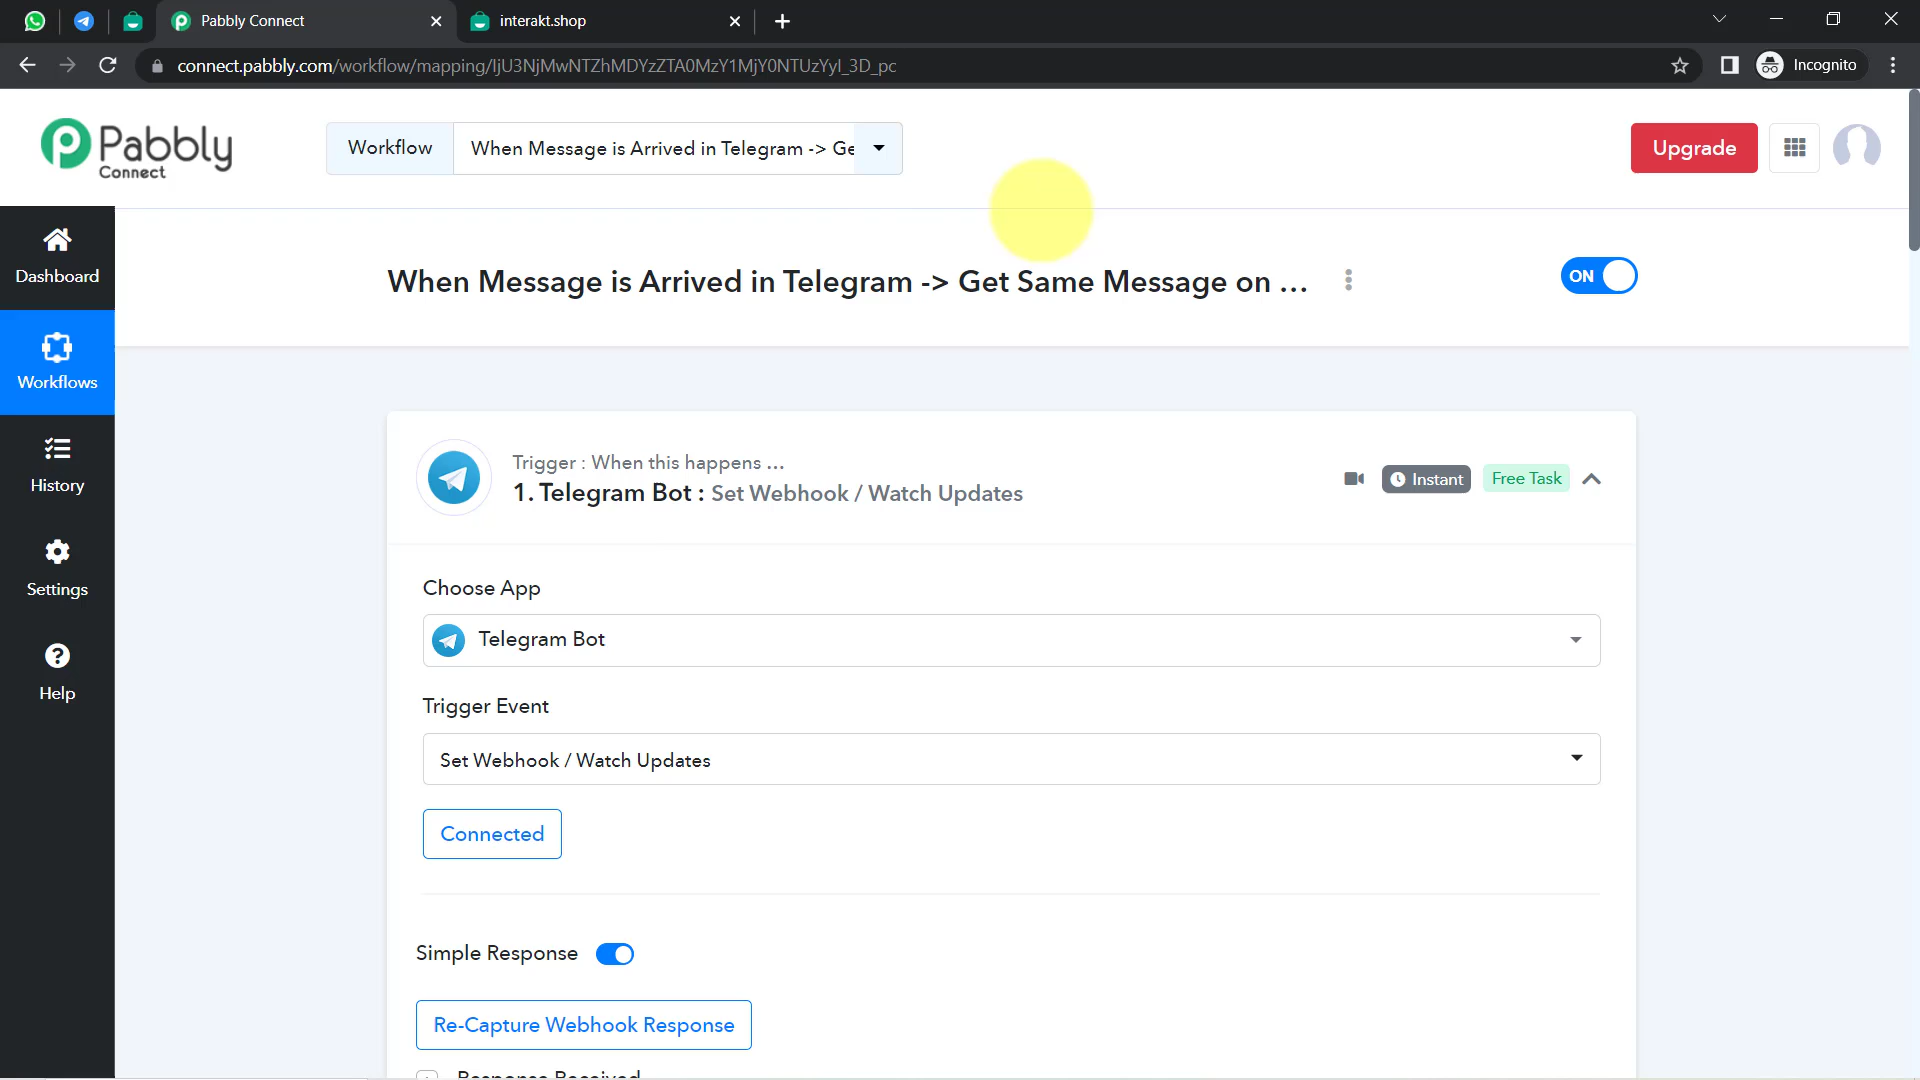 Pabbly Connect
interakt.shop
connect.pabbly.com/workflow/mapping/IjU3NjMwNTZhMDYzZTA0MzY1MjY0NTUzYyI_3D_pc
Incognito
Pabbly
Connect
Workflow
When Message is Arrived in Telegram -> Ge
Upgrade
Dashboard
Workflows
History
Settings
Help
When Message is Arrived in Telegram -> Get Same Message on ...
ON
Trigger : When this happens ...
1. Telegram Bot : Set Webhook / Watch Updates
Instant
Free Task
Choose App
Telegram Bot
Trigger Event
Set Webhook / Watch Updates
Connected
Simple Response
Re-Capture Webhook Response
Response Received